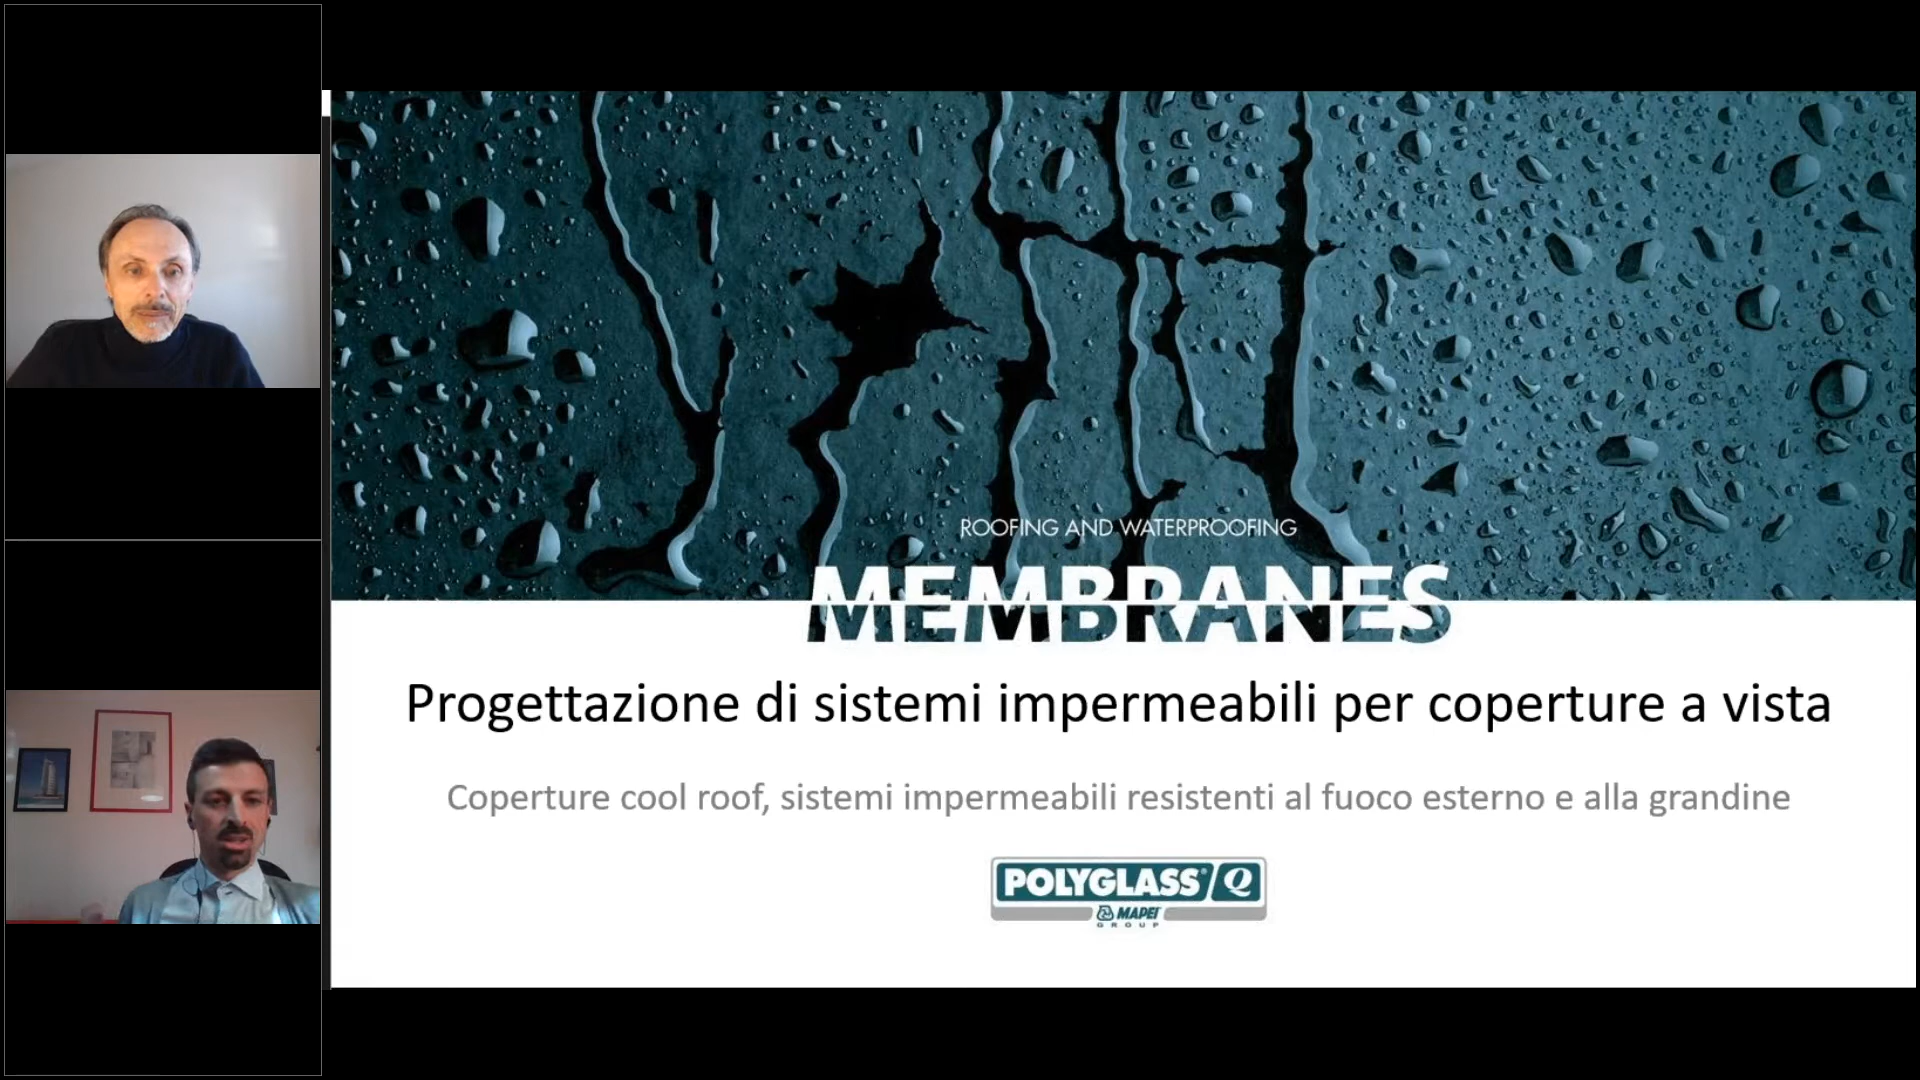 ROOFING AND WATERPROOFING
MEMBRANES
Progettazione di sistemi impermeabili per coperture a vista
Coperture cool roof, sistemi impermeabili resistenti al fuoco esterno e alla grandine
POLYGLASS® Q
MAPEI
GROUP